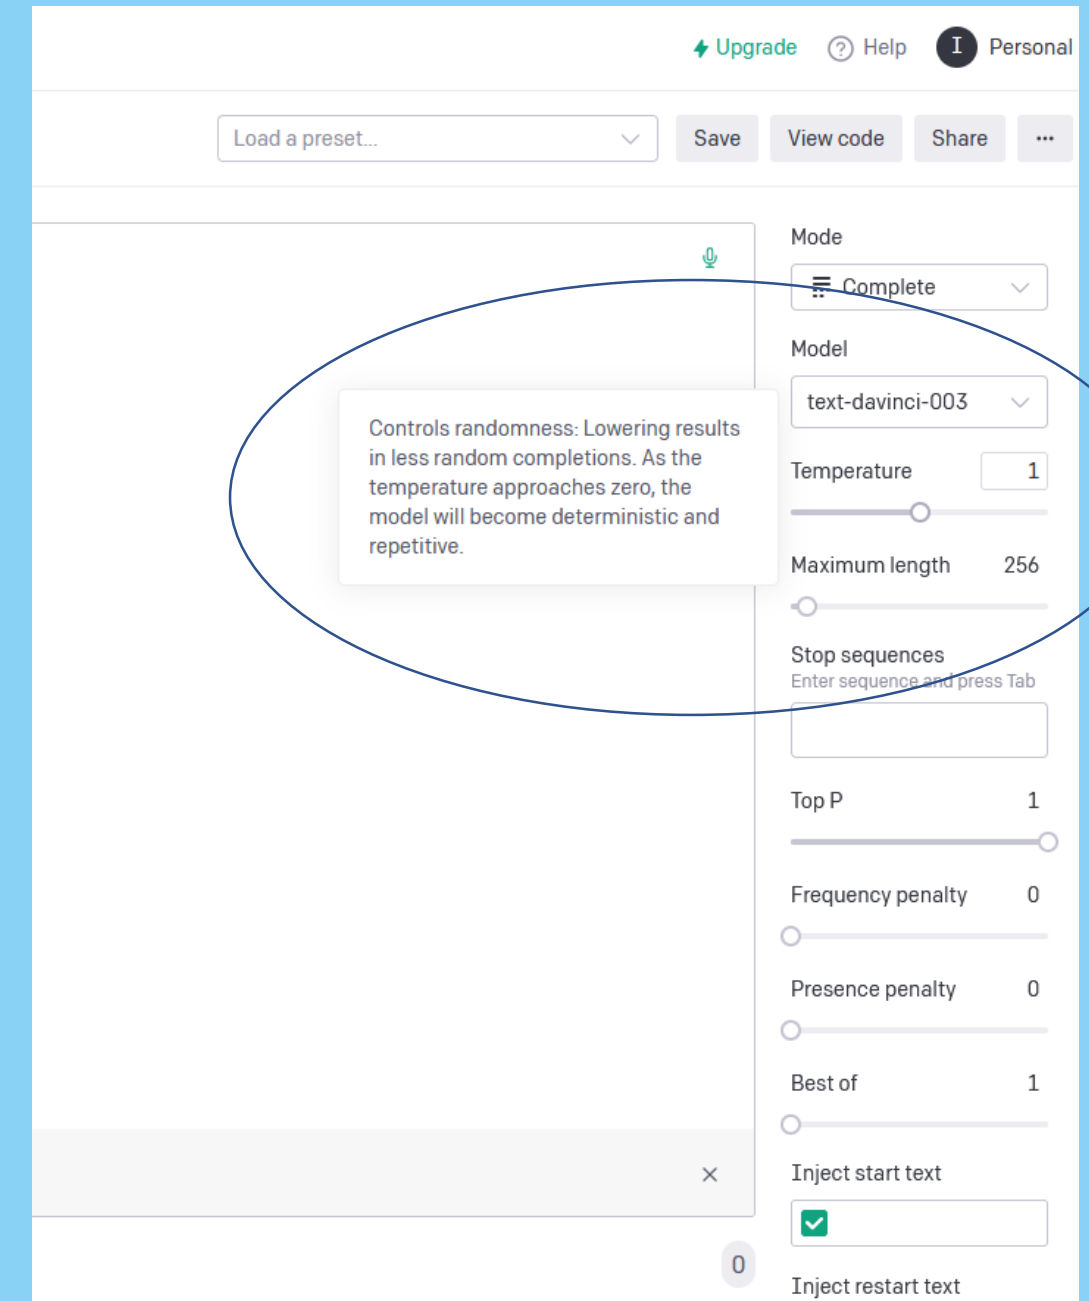 Upgrade
Help
I
Personal
Load a preset...
Save
View code
Share
...
Mode
Complete
Model
text-davinci-003
Controls randomness: Lowering results
in less random completions. As the
temperature approaches zero, the
model will become deterministic and
repetitive.
Temperature 1
Maximum length 256
Stop sequences
Enter sequence and press Tab
Top P 1
Frequency penalty 0
Presence penalty 0
Best of 1
Inject start text
0
Inject restart text